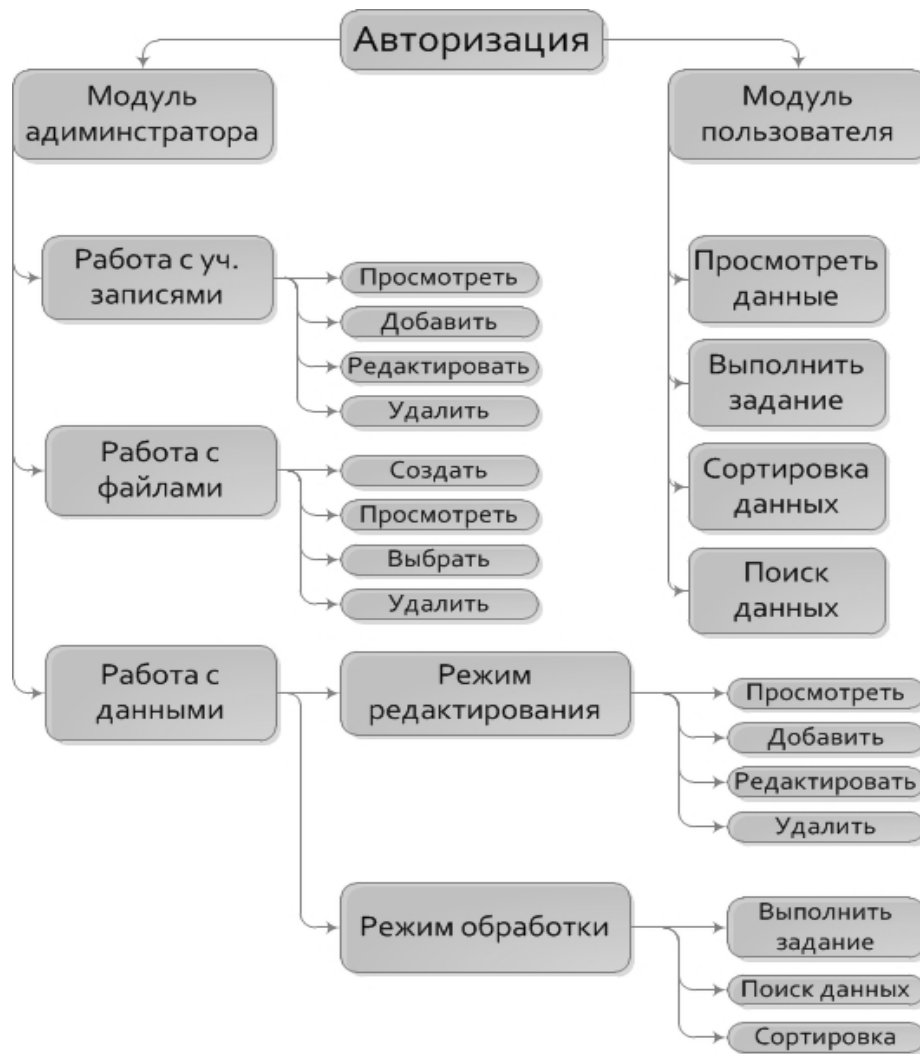 Авторизация
Модуль
адиминстратора
Модуль
пользователя
Работа с уч.
записями
Просмотреть
Добавить
Редактировать
Удалить
Работа с
файлами
Создать
Просмотреть
Выбрать
Удалить
Работа с
данными
Режим
редактирования
Просмотреть
Добавить
Редактировать
Удалить
Режим обработки
Выполнить
задание
Поиск данных
Сортировка
Просмотреть
данные
Выполнить
задание
Сортировка
данных
Поиск
данных